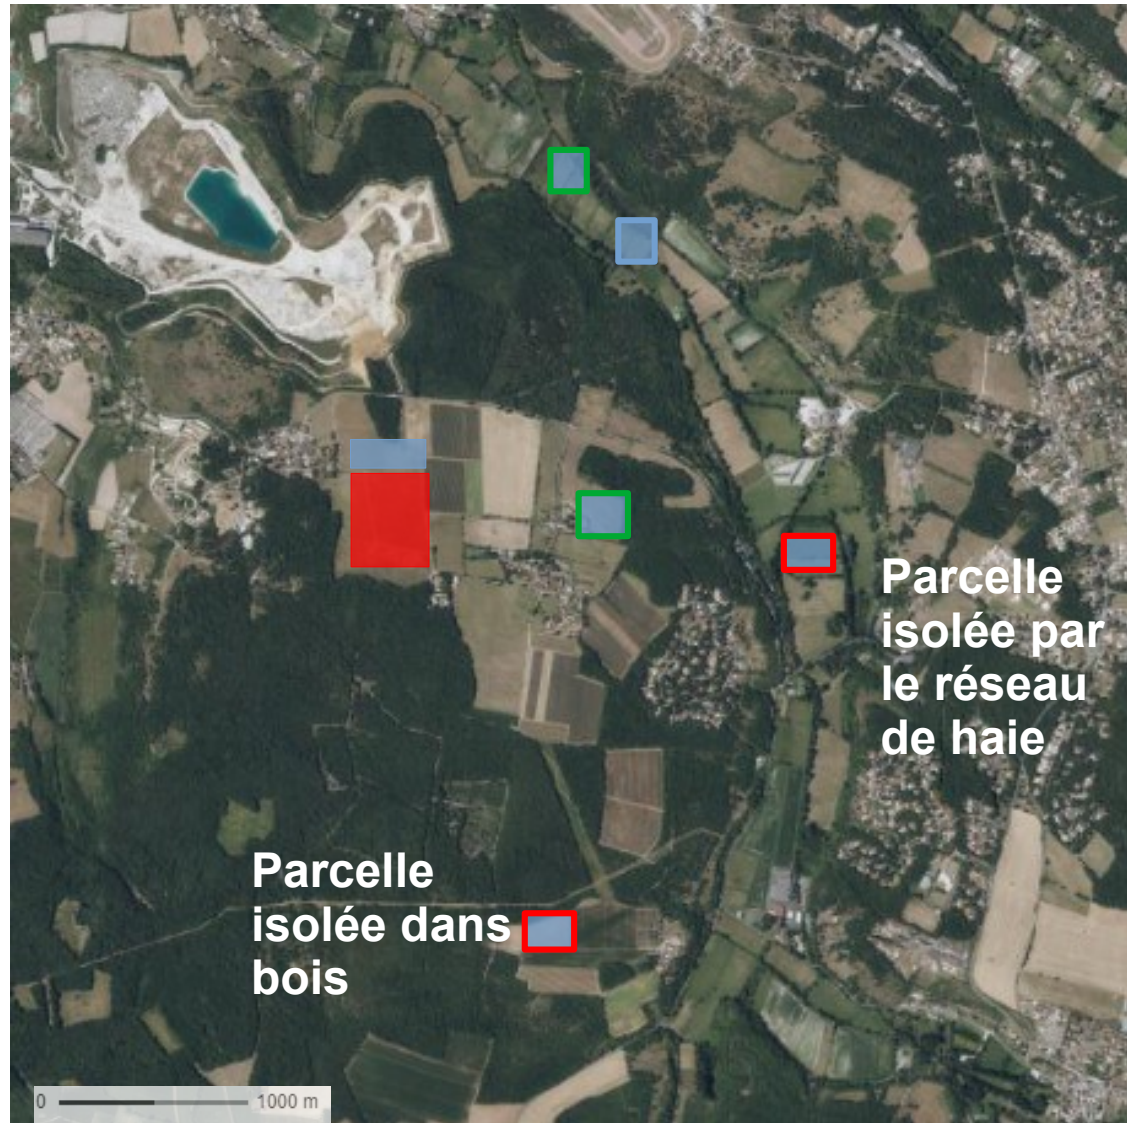 Parcelle
isolée par
le réseau
de haie
Parcelle
isolée dans
bois
0 1000 m